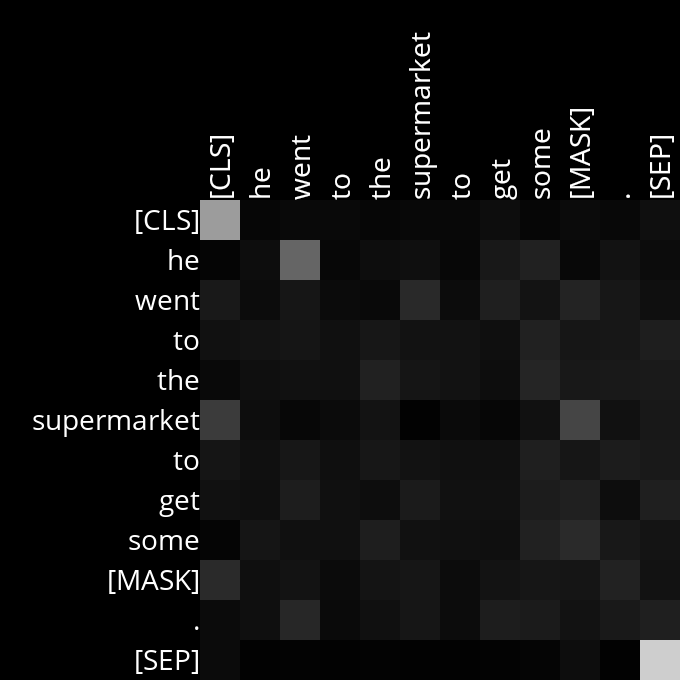 [CLS]
he
went
to
the
supermarket
to
get
some
[MASK]
.
[SEP]
[CLS]
he
went
to
the
supermarket
to
get
some
[MASK]
.
[SEP]